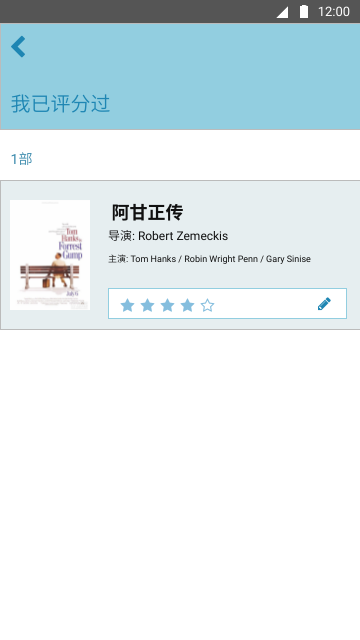 12:00
我已评分过
1部
Tom
Hanks is
Forrest
Gump
阿甘正传
导演: Robert Zemeckis
主演: Tom Hanks / Robin Wright Penn / Gary Sinise